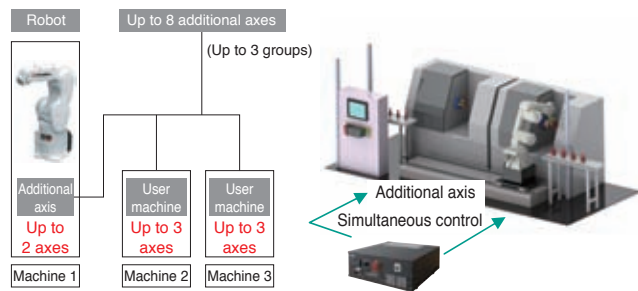 Robot
Up to 8 additional axes
(Up to 3 groups)
Additional
axis
Up to
2 axes
User
machine
Up to 3
axes
User
machine
Up to 3
axes
Machine 1
Machine 2
Machine 3
Additional axis
Simultaneous control